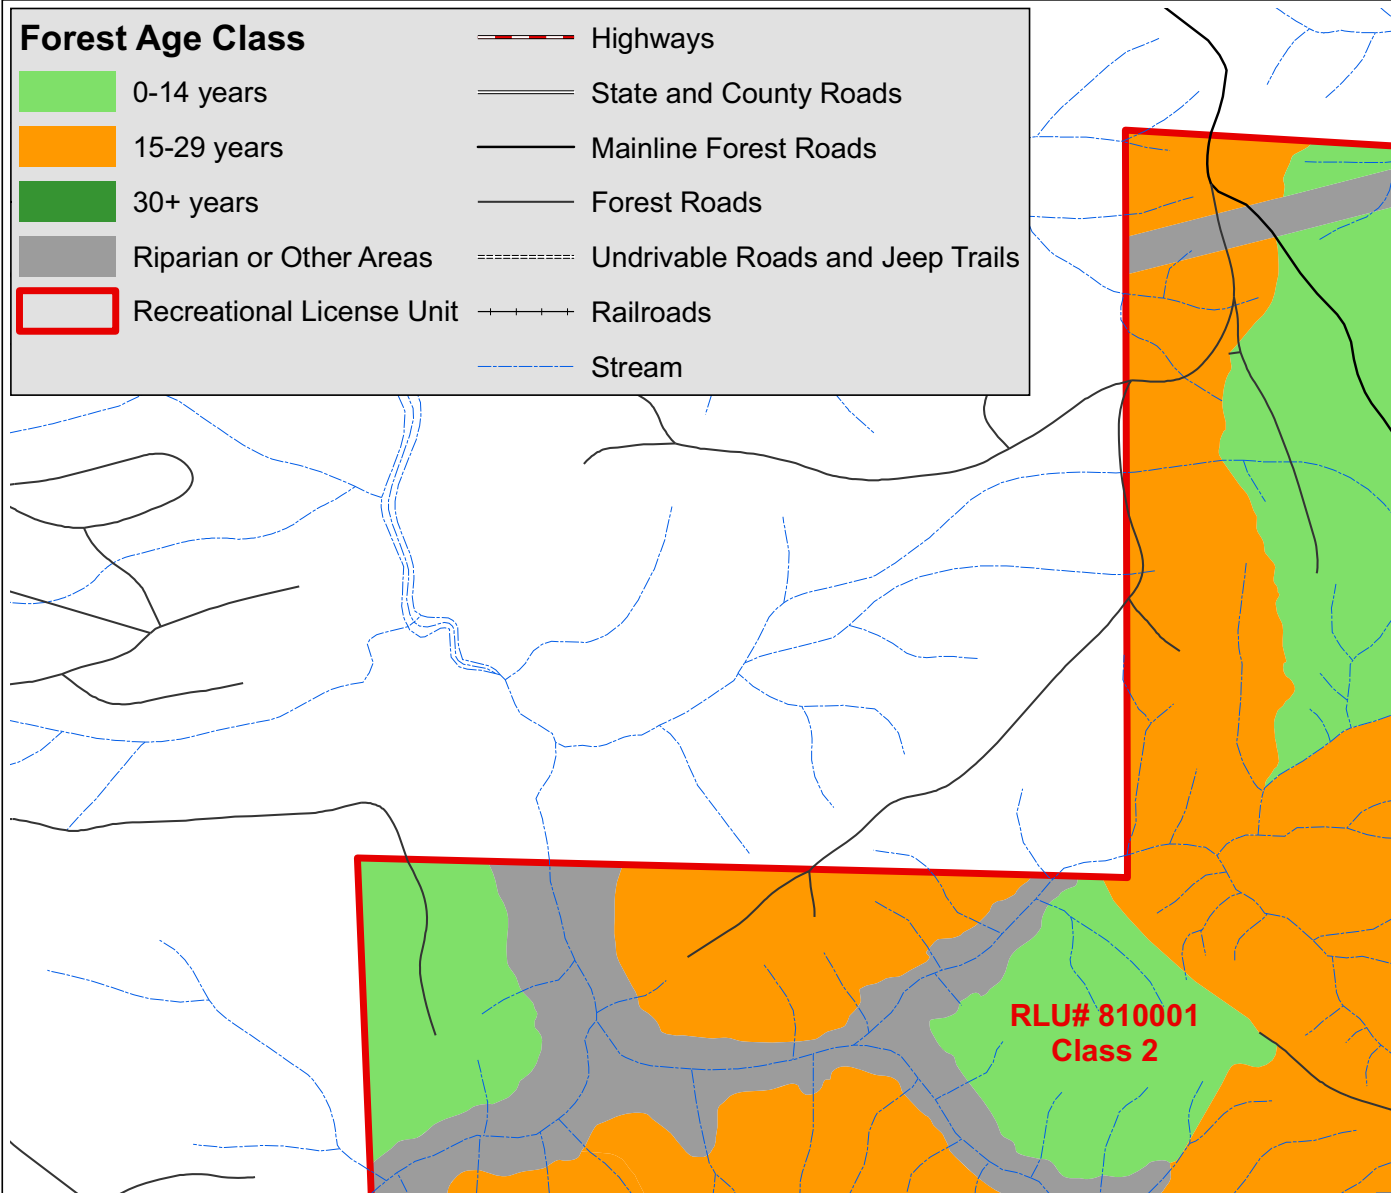 Forest Age Class
0-14 years
15-29 years
30+ years
Riparian or Other Areas
Recreational License Unit
Highways
State and County Roads
Mainline Forest Roads
Forest Roads
Undrivable Roads and Jeep Trails
Railroads
Stream
RLU# 810001
Class 2